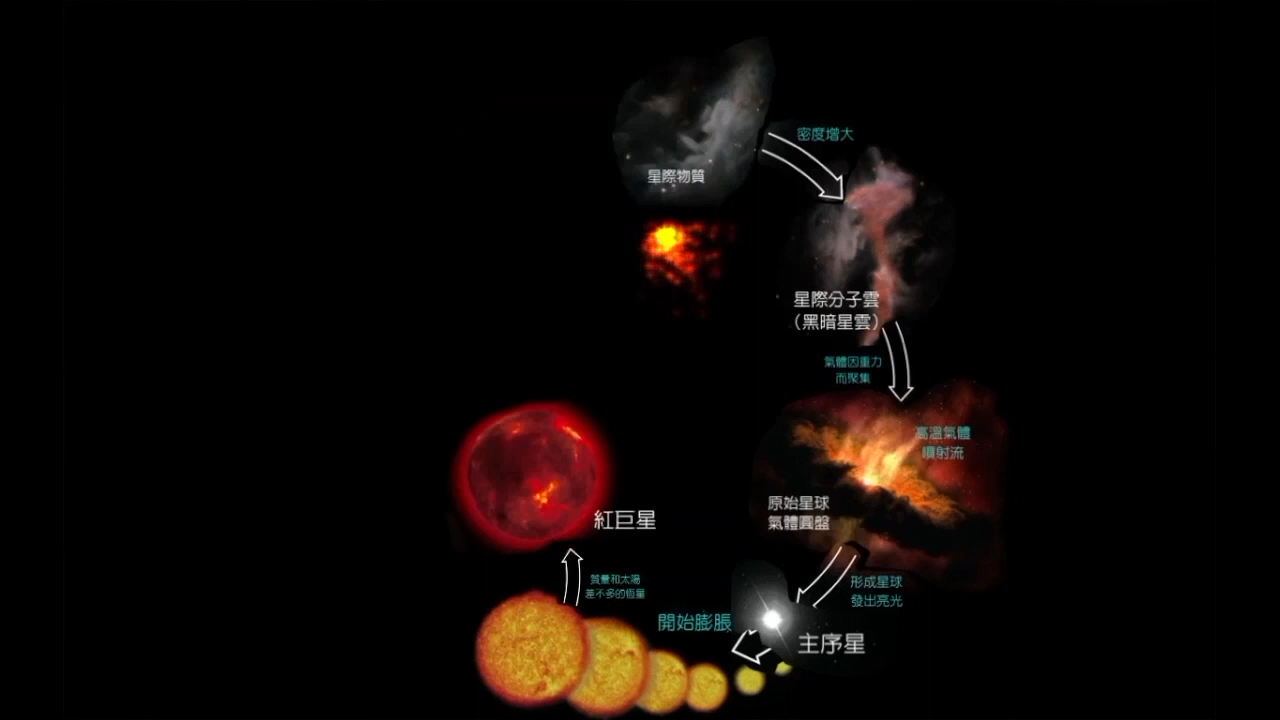 密度增大
星際物質
星際分子雲
（黑暗星雲）
氣體因重力
而聚集
高溫氣體
噴射流
原始星球
氣體圓盤
紅巨星
質量和太陽
差不多的恆星
形成星球
發出亮光
開始膨脹
主序星